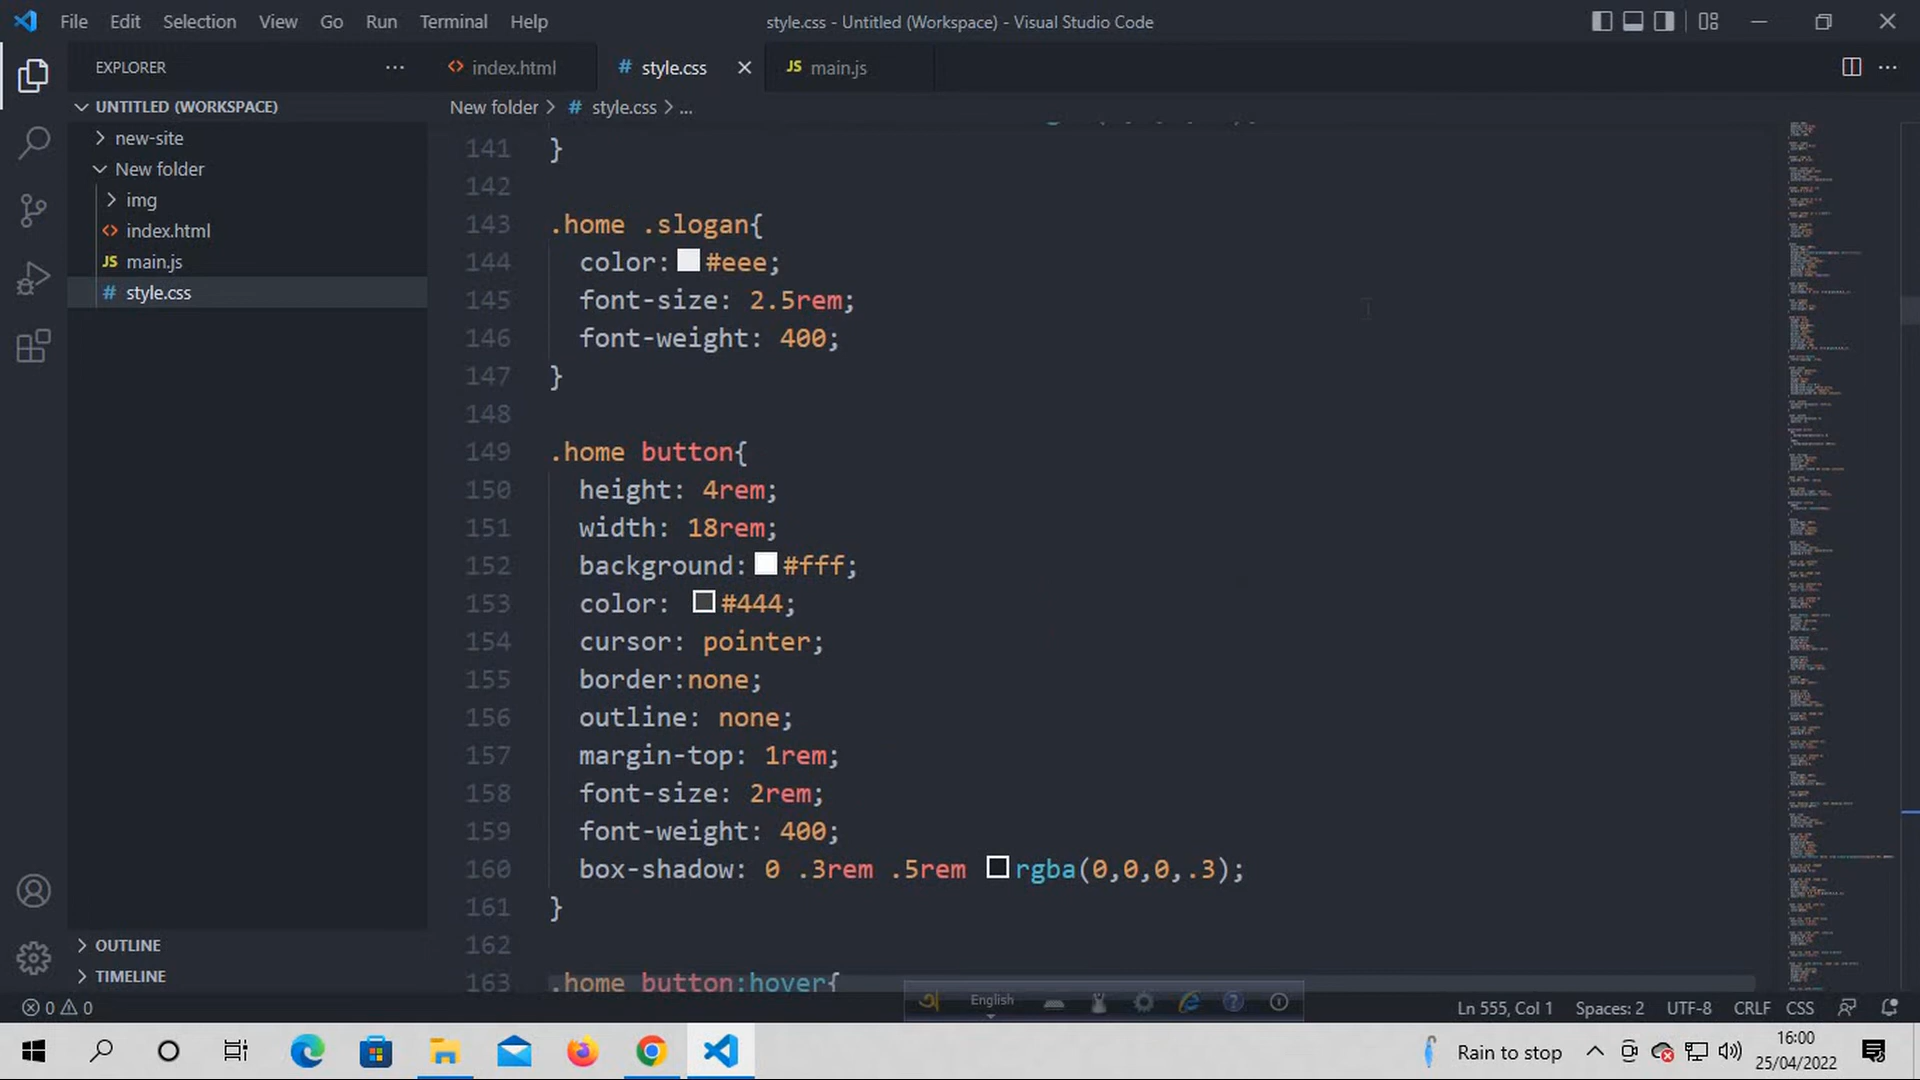 File Edit Selection View Go Run Terminal Help
style.css - Untitled (Workspace) - Visual Studio Code
EXPLORER
index.html
# style.css
JS main.js
UNTITLED (WORKSPACE)
New folder > # style.css > ...
new-site
New folder
img
index.html
JS main.js
# style.css
141 }
142
143 .home .slogan{
144 color: #eee;
145 font-size: 2.5rem;
146 font-weight: 400;
147 }
148
149 .home button{
150 height: 4rem;
151 width: 18rem;
152 background: #fff;
153 color: #444;
154 cursor: pointer;
155 border:none;
156 outline: none;
157 margin-top: 1rem;
158 font-size: 2rem;
159 font-weight: 400;
160 box-shadow: 0 .3rem .5rem rgba(0,0,0,.3);
161 }
162
163 .home button:hover{
OUTLINE
TIMELINE
English
0 0
Ln 555, Col 1 Spaces: 2 UTF-8 CRLF CSS
Rain to stop
16:00
25/04/2022